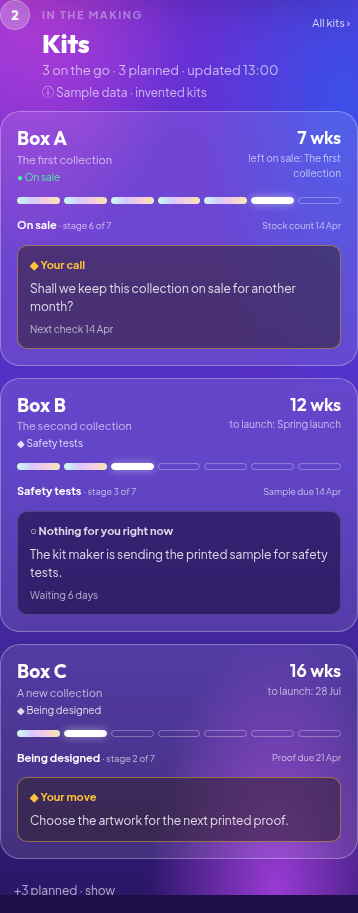 2
IN THE MAKING
All kits ›
Kits
3 on the go · 3 planned · updated 13:00
ⓘ Sample data · invented kits
Box A
7 wks
The first collection
left on sale: The first
collection
● On sale
On sale · stage 6 of 7
Stock count 14 Apr
◆ Your call
Shall we keep this collection on sale for another
month?
Next check 14 Apr
Box B
12 wks
The second collection
to launch: Spring launch
◆ Safety tests
Safety tests · stage 3 of 7
Sample due 14 Apr
○ Nothing for you right now
The kit maker is sending the printed sample for safety
tests.
Waiting 6 days
Box C
16 wks
A new collection
to launch: 28 Jul
◆ Being designed
Being designed · stage 2 of 7
Proof due 21 Apr
◆ Your move
Choose the artwork for the next printed proof.
+3 planned · show